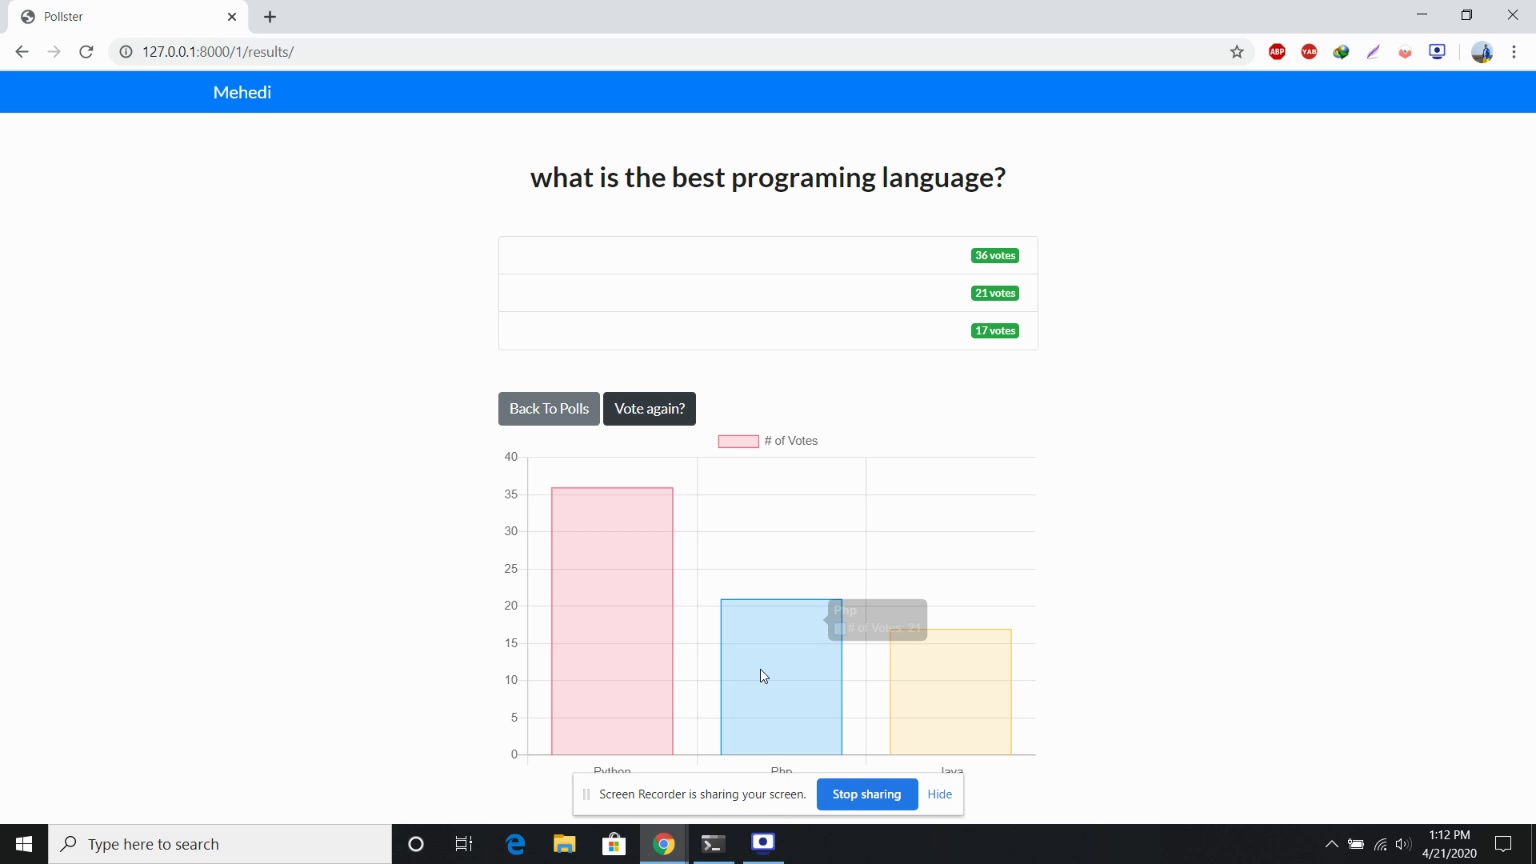 Pollster
127.0.0.1:8000/1/results/
ABP
YAB
Mehedi
what is the best programing language?
36 votes
21 votes
17 votes
Back To Polls
Vote again?
# of Votes
40
35
30
25
20
15
10
5
0
Php
# of Votes: 21
Python
Php
Java
Screen Recorder is sharing your screen.
Stop sharing
Hide
Type here to search
1:12 PM
4/21/2020